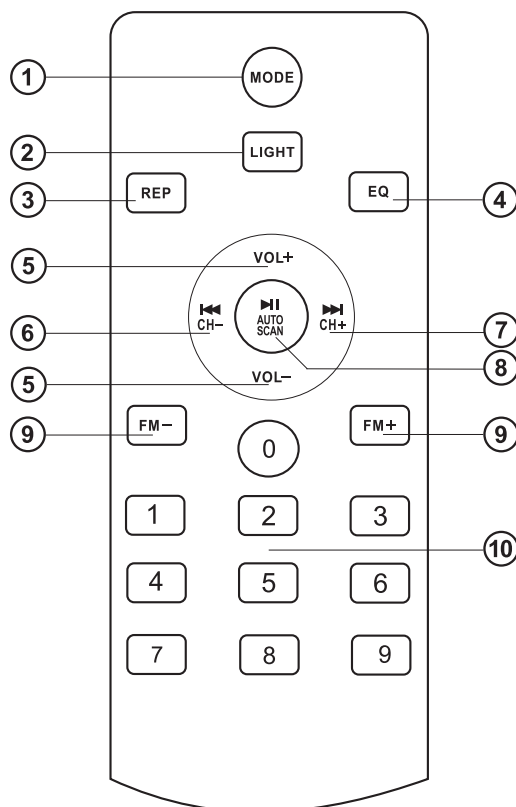 1 MODE
2 LIGHT
3 REP EQ 4
5 VOL+
6 CH− AUTO SCAN CH+ 7
8
5 VOL−
9 FM− 0 FM+ 9
1 2 3
10
4 5 6
7 8 9